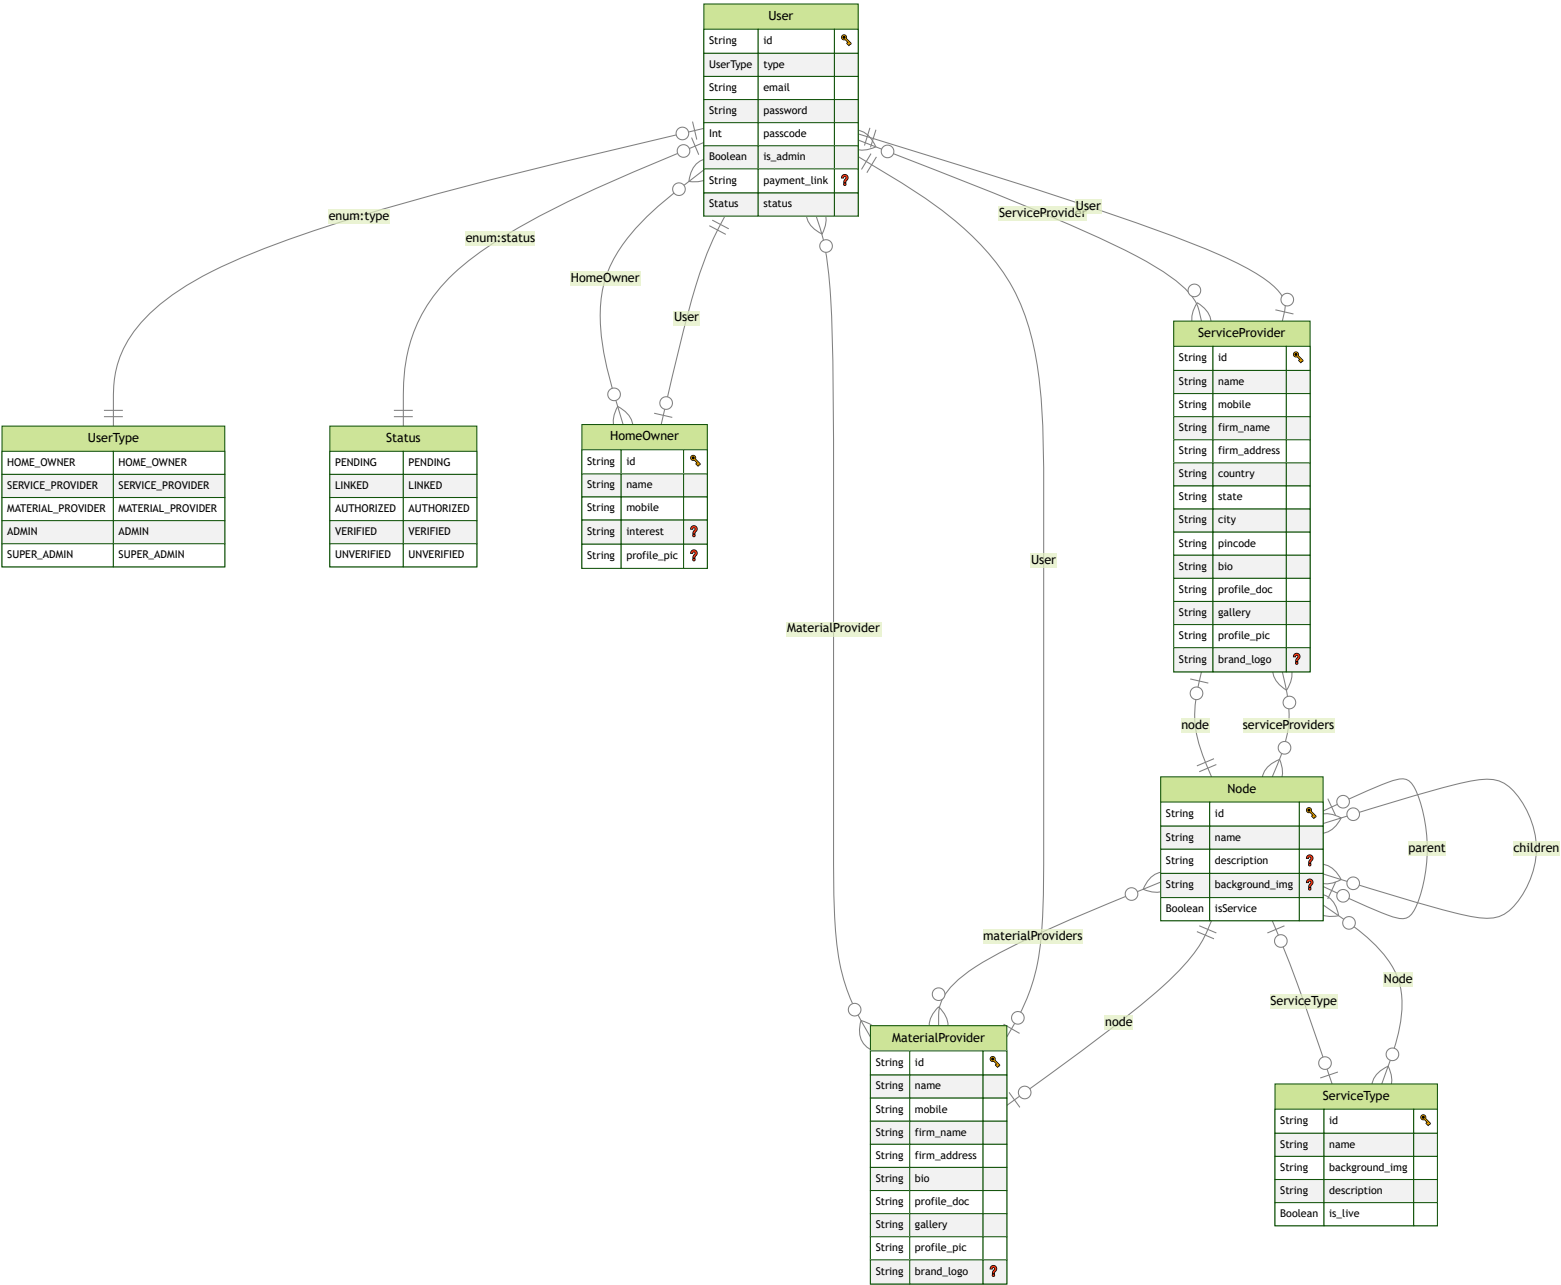 User
String id
UserType type
String email
String password
Int passcode
Boolean is_admin
String payment_link ❓
Status status
enum:type
enum:status
HomeOwner
User
ServiceProvider
User
MaterialProvider
User
UserType
HOME_OWNER HOME_OWNER
SERVICE_PROVIDER SERVICE_PROVIDER
MATERIAL_PROVIDER MATERIAL_PROVIDER
ADMIN ADMIN
SUPER_ADMIN SUPER_ADMIN
Status
PENDING PENDING
LINKED LINKED
AUTHORIZED AUTHORIZED
VERIFIED VERIFIED
UNVERIFIED UNVERIFIED
HomeOwner
String id
String name
String mobile
String interest ❓
String profile_pic ❓
ServiceProvider
String id
String name
String mobile
String firm_name
String firm_address
String country
String state
String city
String pincode
String bio
String profile_doc
String gallery
String profile_pic
String brand_logo ❓
node
serviceProviders
Node
String id
String name
String description ❓
String background_img ❓
Boolean isService
parent
children
materialProviders
node
ServiceType
Node
MaterialProvider
String id
String name
String mobile
String firm_name
String firm_address
String bio
String profile_doc
String gallery
String profile_pic
String brand_logo ❓
ServiceType
String id
String name
String background_img
String description
Boolean is_live